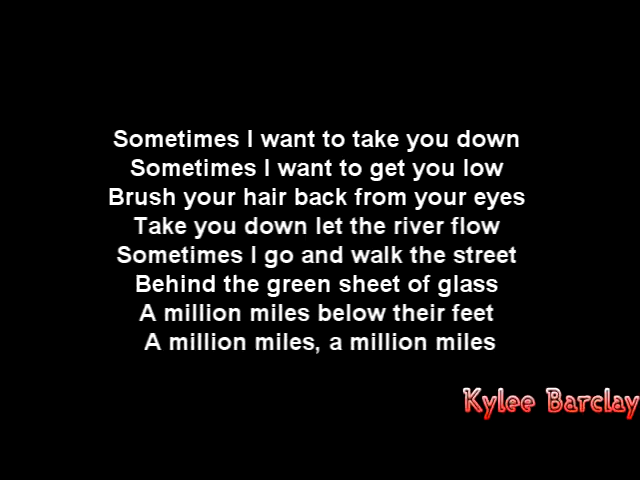 Sometimes I want to take you down
Sometimes I want to get you low
Brush your hair back from your eyes
Take you down let the river flow
Sometimes I go and walk the street
Behind the green sheet of glass
A million miles below their feet
A million miles, a million miles
Kylee Barclay